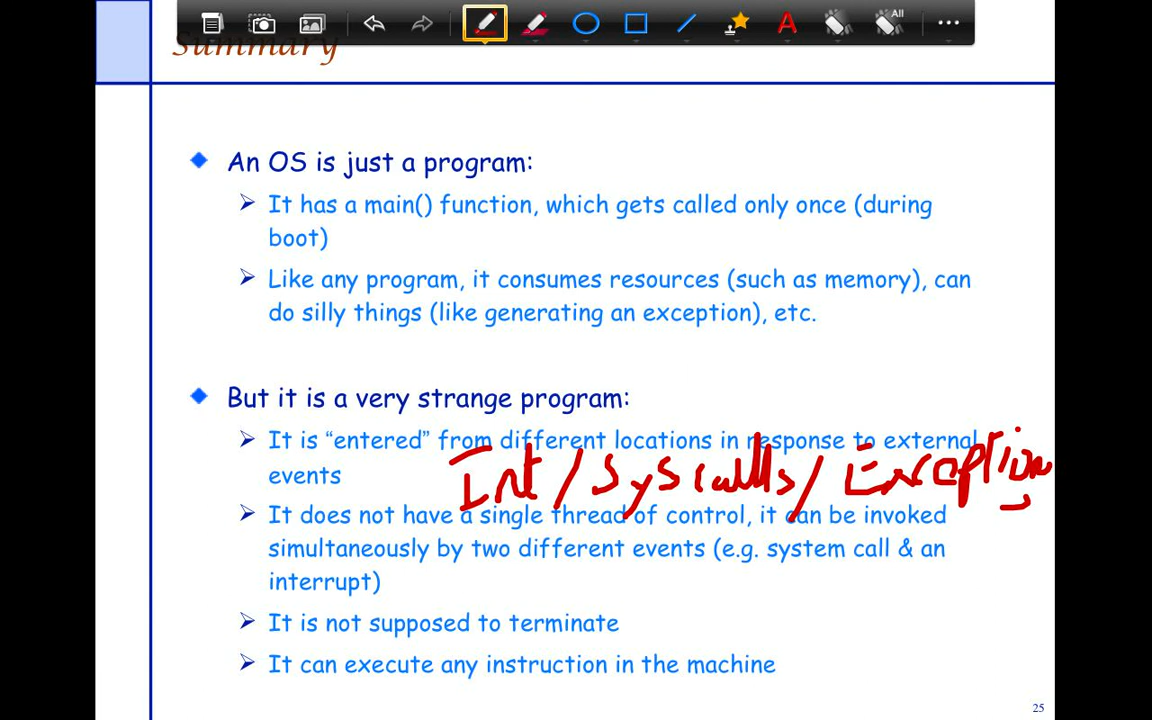 All
A
Summary
An OS is just a program:
It has a main() function, which gets called only once (during
boot)
Like any program, it consumes resources (such as memory), can
do silly things (like generating an exception), etc.
But it is a very strange program:
It is “entered” from different locations in response to external
events
Int/Sys calls/Exceptions
It does not have a single thread of control, it can be invoked
simultaneously by two different events (e.g. system call & an
interrupt)
It is not supposed to terminate
It can execute any instruction in the machine
25